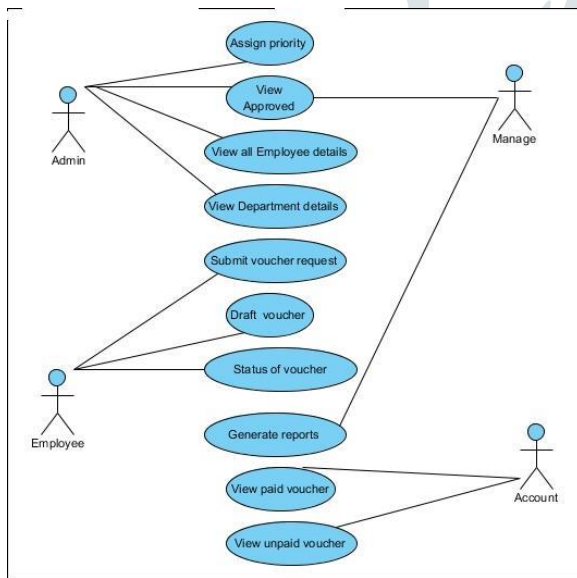 Assign priority
View
Approved
Manage
Admin
View all Employee details
View Department details
Submit voucher request
Draft voucher
Status of voucher
Employee
Generate reports
View paid voucher
Account
View unpaid voucher